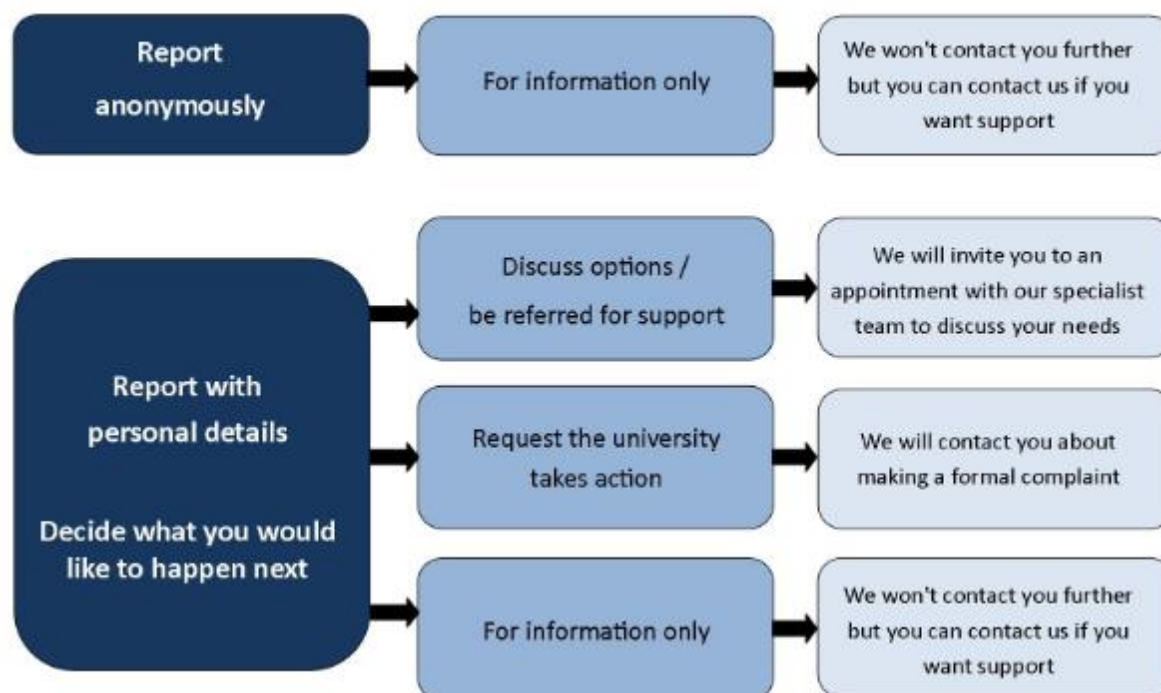 Report
anonymously
For information only
We won't contact you further
but you can contact us if you
want support
Report with
personal details
Decide what you would
like to happen next
Discuss options /
be referred for support
We will invite you to an
appointment with our specialist
team to discuss your needs
Request the university
takes action
We will contact you about
making a formal complaint
For information only
We won't contact you further
but you can contact us if you
want support